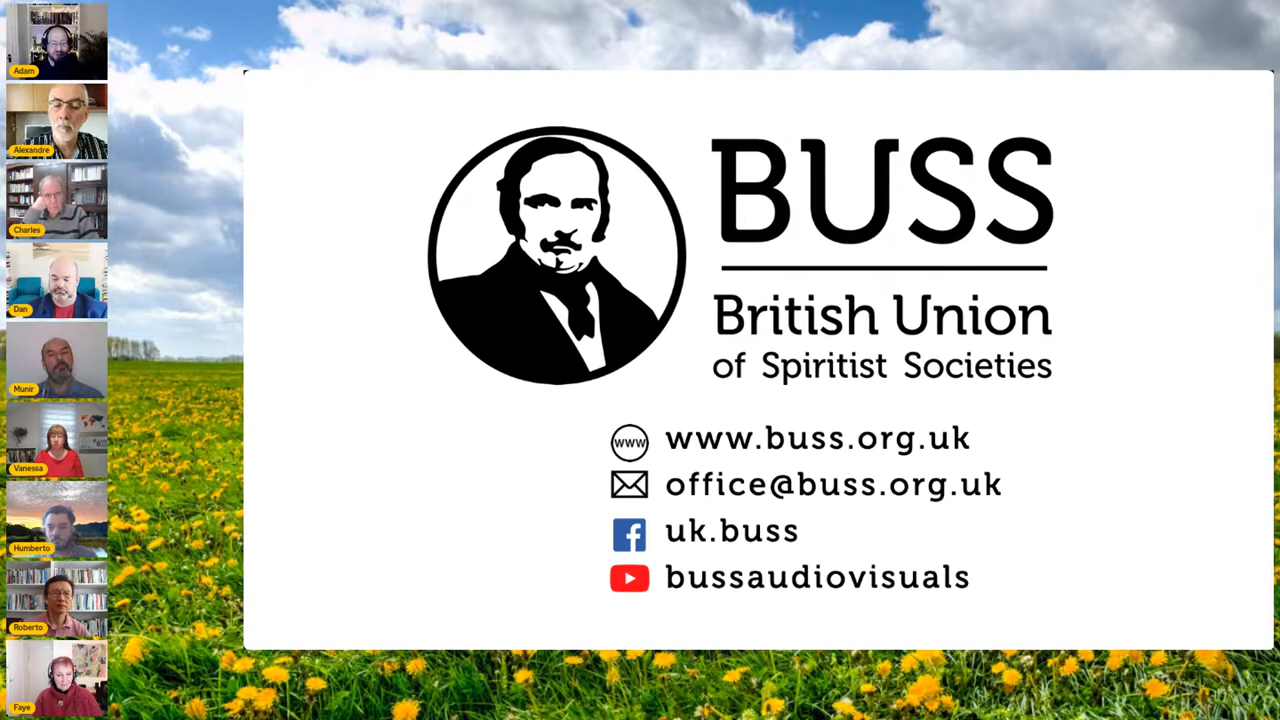 Adam
Alexandre
Charles
Dan
Munir
Vanessa
Humberto
Roberto
Faye
BUSS
British Union
of Spiritist Societies
www www.buss.org.uk
office@buss.org.uk
f uk.buss
bussaudiovisuals